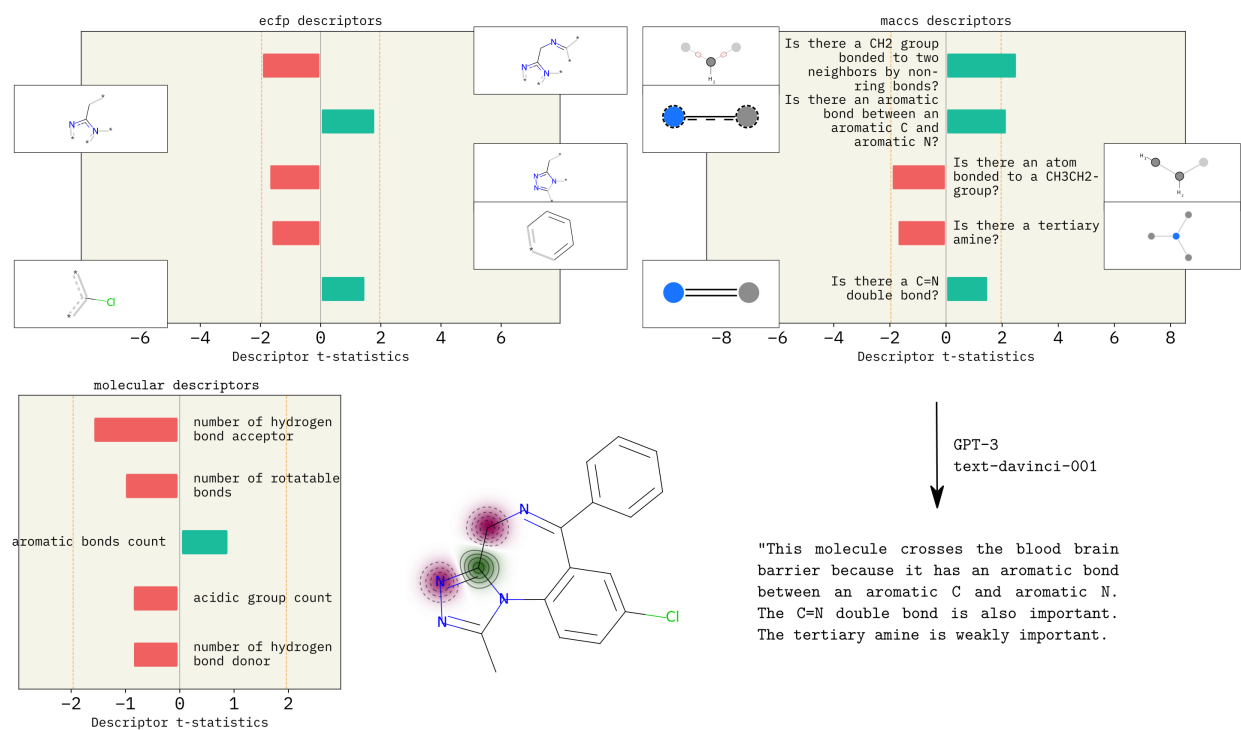 ecfp descriptors
N
N
N
N
N
N
N
N
Cl
-6 -4 -2 0 2 4 6
Descriptor t-statistics
maccs descriptors
Is there a CH2 group
bonded to two
neighbors by non-
ring bonds?
Is there an aromatic
bond between an
aromatic C and
aromatic N?
Is there an atom
bonded to a CH3CH2-
group?
Is there a tertiary
amine?
Is there a C=N
double bond?
-8 -6 -4 -2 0 2 4 6 8
Descriptor t-statistics
molecular descriptors
number of hydrogen
bond acceptor
number of rotatable
bonds
aromatic bonds count
acidic group count
number of hydrogen
bond donor
-2 -1 0 1 2
Descriptor t-statistics
N
N
N
N
Cl
GPT-3
text-davinci-001
"This molecule crosses the blood brain
barrier because it has an aromatic bond
between an aromatic C and aromatic N.
The C=N double bond is also important.
The tertiary amine is weakly important.